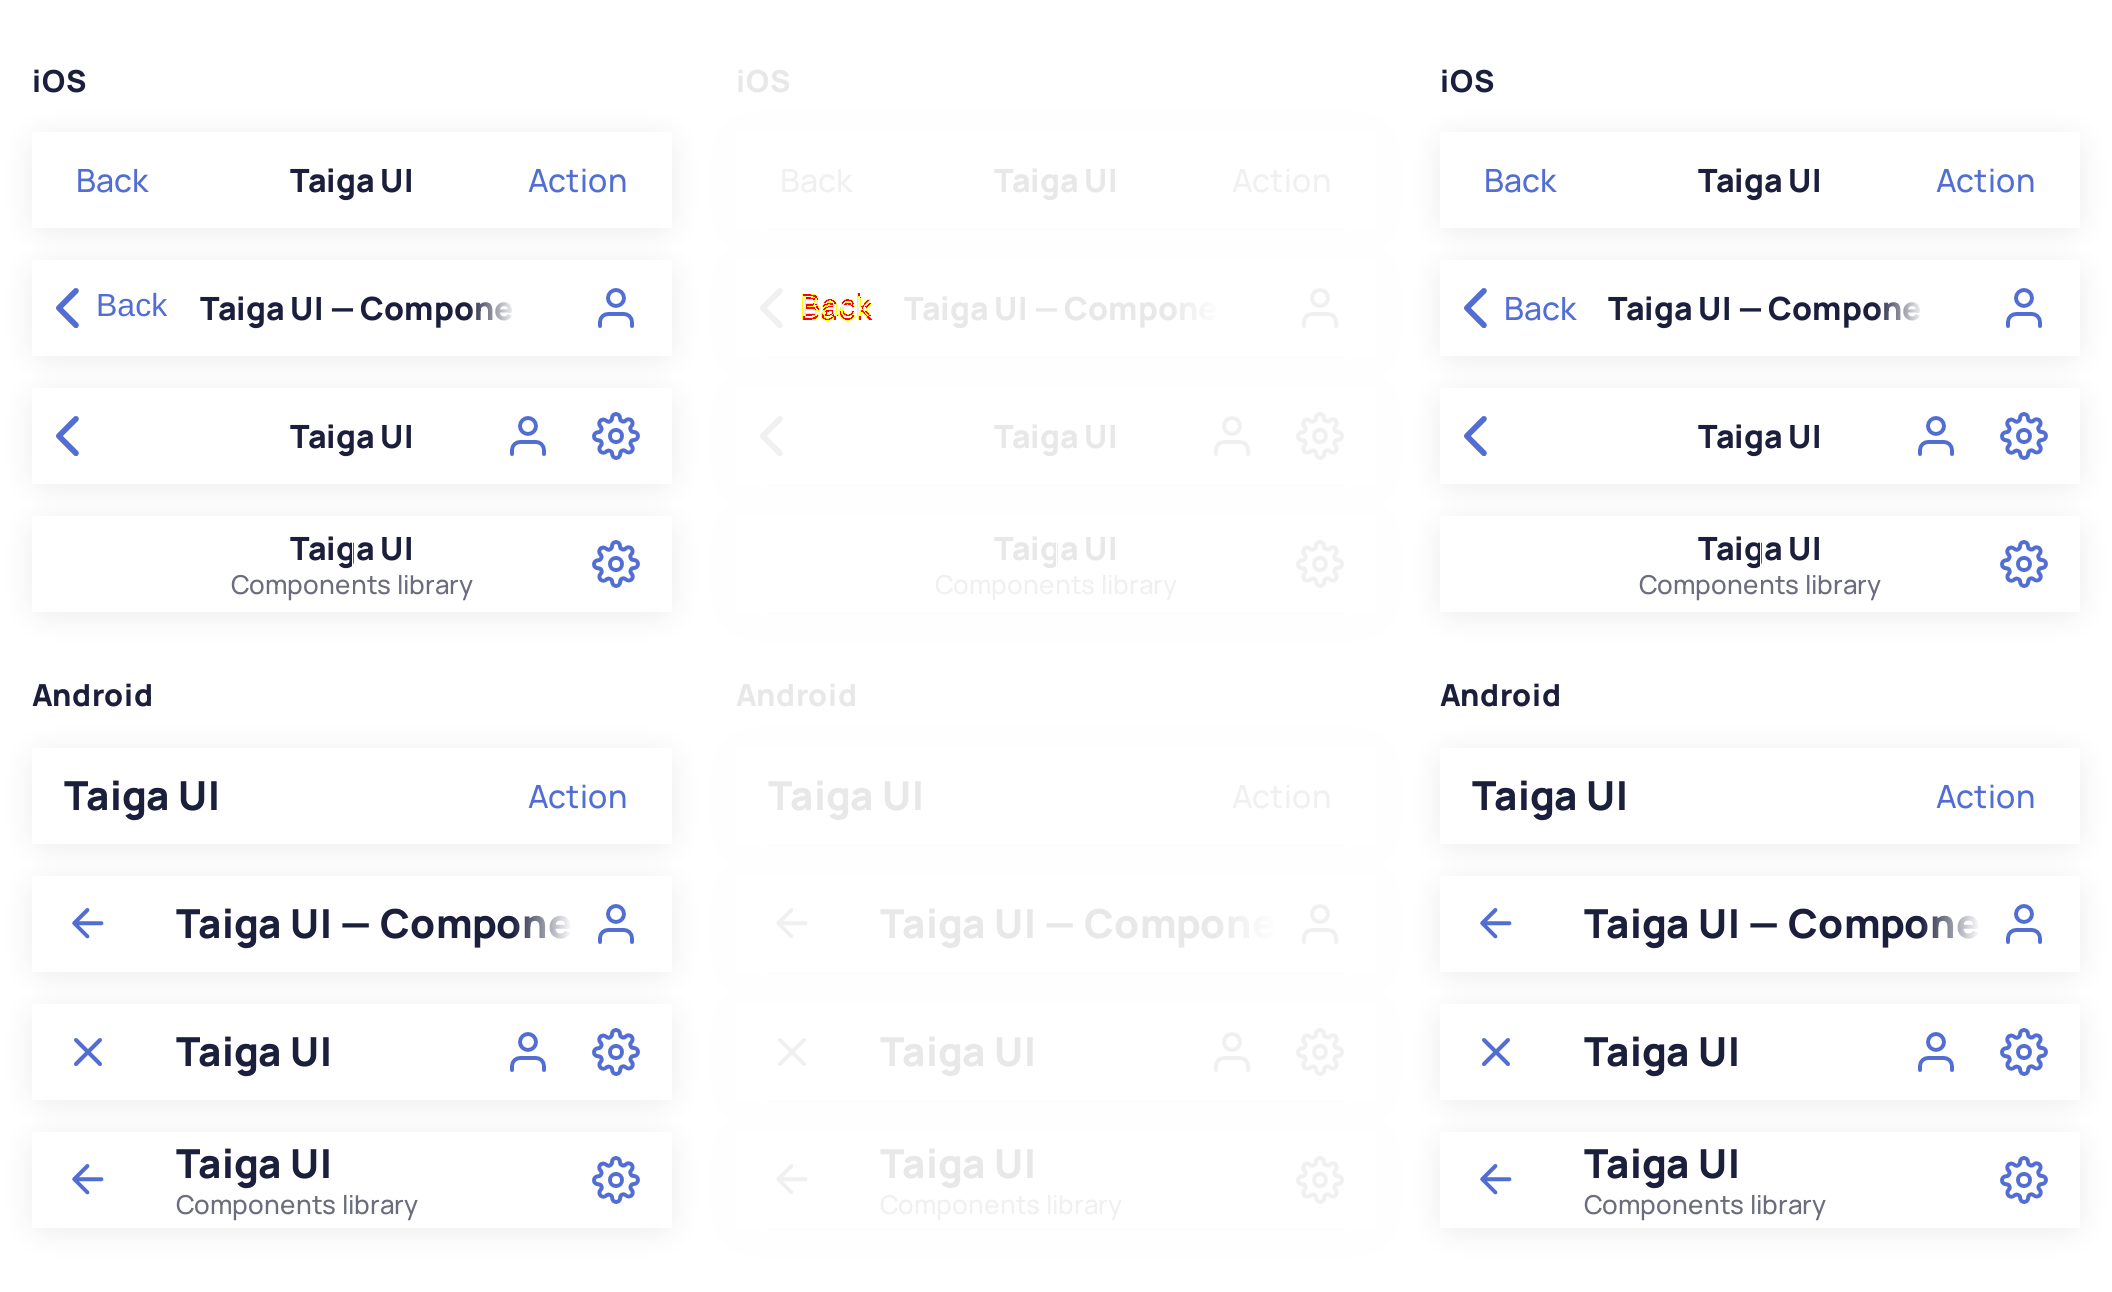 iOS iOS iOS
Back Taiga UI Action Back Taiga UI Action Back Taiga UI Action
Back Taiga UI – Compone Back Taiga UI – Compone Back Taiga UI – Compone
Taiga UI Taiga UI Taiga UI
Taiga UI Taiga UI Taiga UI
Components library Components library Components library
Android Android Android
Taiga UI Action Taiga UI Action Taiga UI Action
Taiga UI – Compone Taiga UI – Compone Taiga UI – Compone
Taiga UI Taiga UI Taiga UI
Taiga UI Taiga UI Taiga UI
Components library Components library Components library